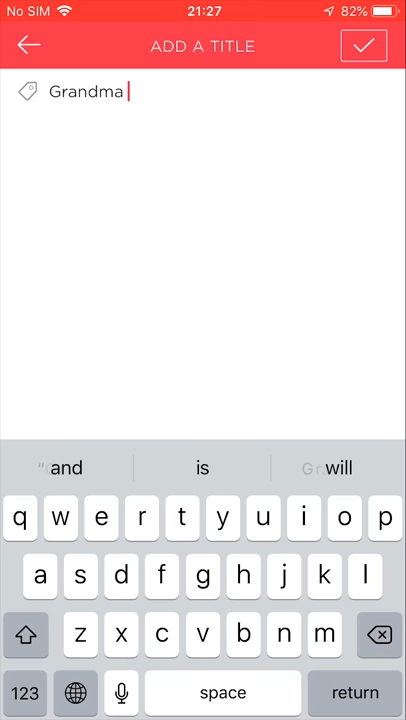 No SIM 21:27 82%
ADD A TITLE
Grandma
and is will
q w e r t y u i o p
a s d f g h j k l
z x c v b n m
123 space return